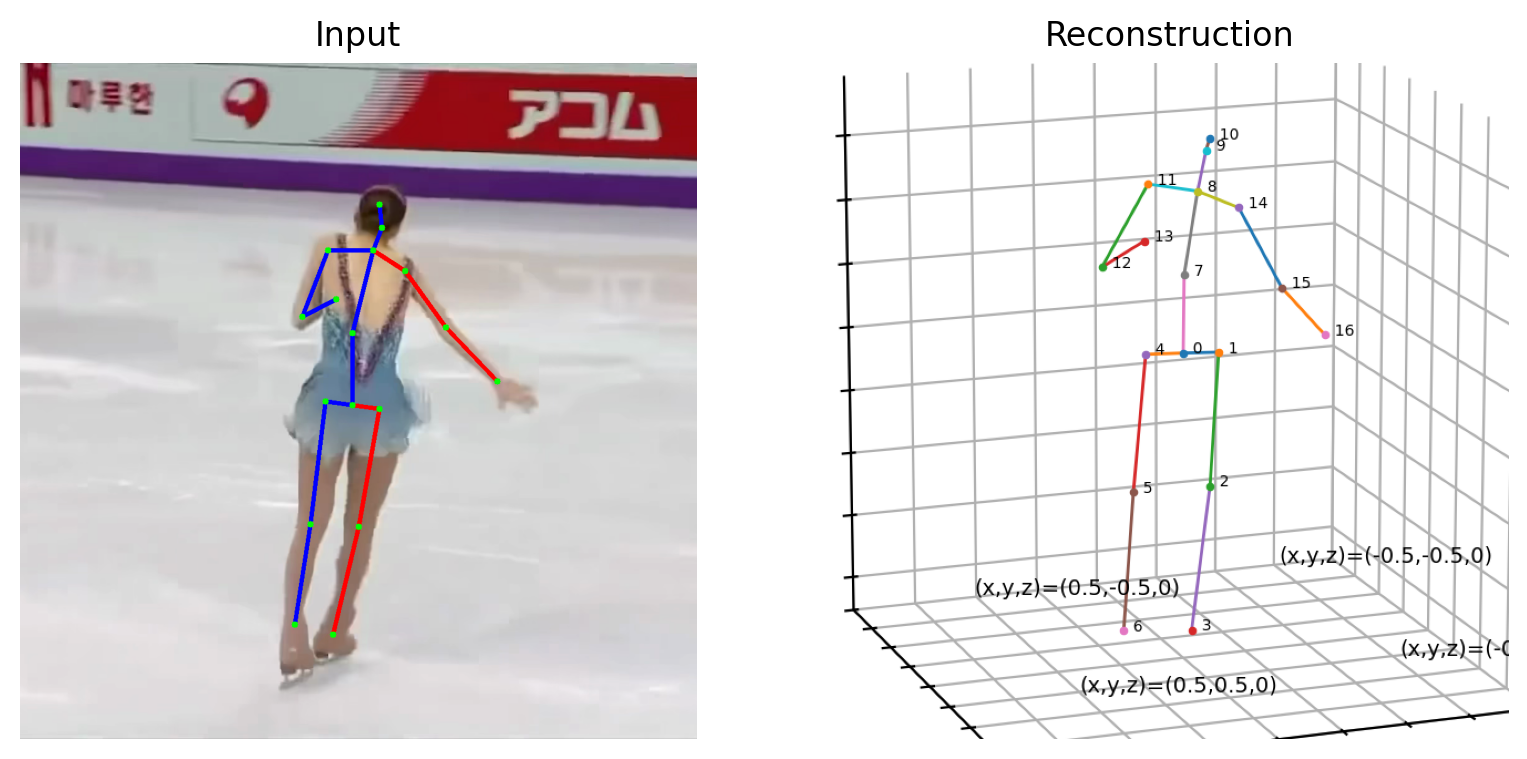 Input
Reconstruction
마루한
アコム
10
9
11
8
14
13
12
7
15
16
4
0
1
5
2
(x,y,z)=(-0.5,-0.5,0)
(x,y,z)=(0.5,-0.5,0)
6
3
(x,y,z)=(-0
(x,y,z)=(0.5,0.5,0)